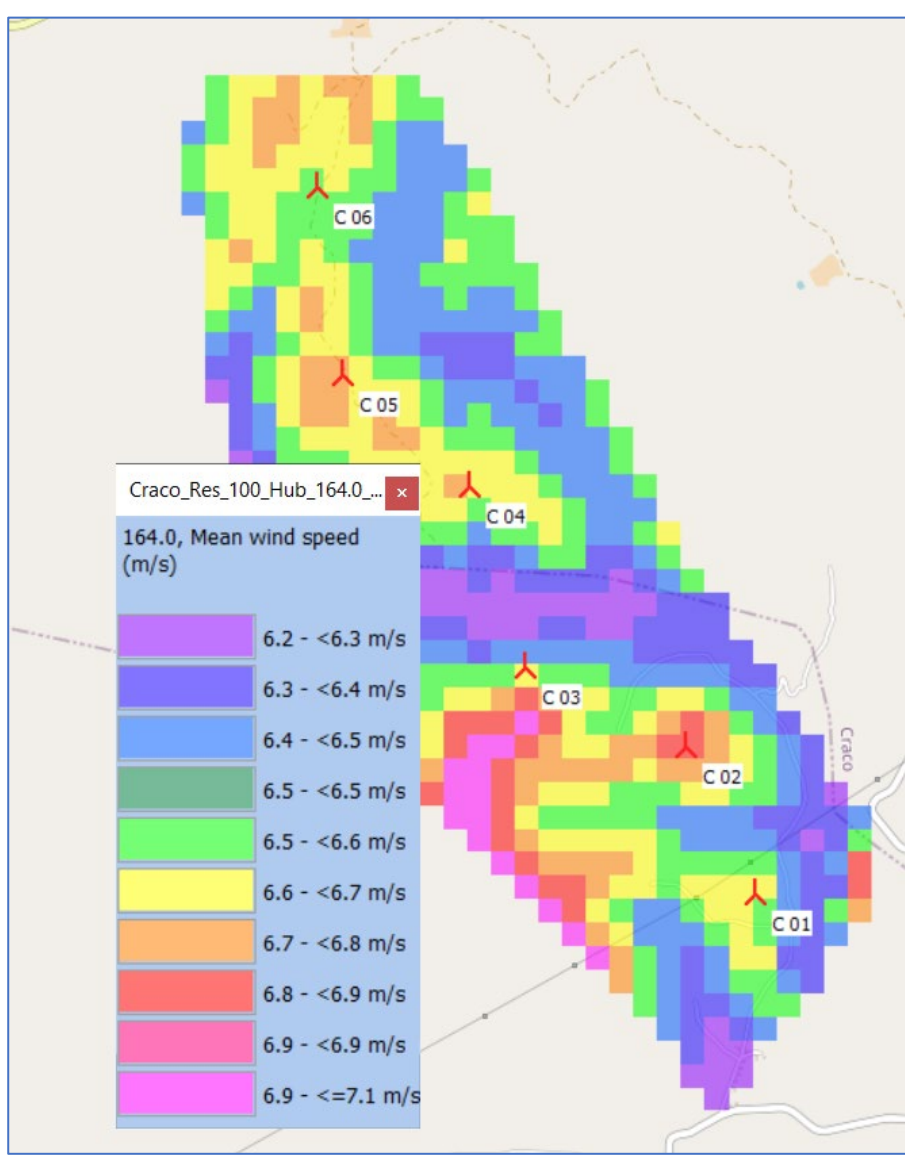 C 06
C 05
Craco_Res_100_Hub_164.0_...
×
C 04
164.0, Mean wind speed
(m/s)
6.2 - <6.3 m/s
6.3 - <6.4 m/s
6.4 - <6.5 m/s
6.5 - <6.5 m/s
6.5 - <6.6 m/s
6.6 - <6.7 m/s
6.7 - <6.8 m/s
6.8 - <6.9 m/s
6.9 - <6.9 m/s
6.9 - <=7.1 m/s
C 03
Craco
C 02
C 01